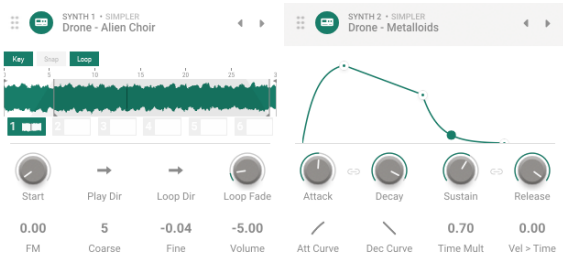 SYNTH 1 • SIMPLER
Drone - Alien Choir
Key Snap Loop
1 5 10 15 20 25 3
1 2 3 4 5 6
Start Play Dir Loop Dir Loop Fade
0.00 5 -0.04 -5.00
FM Coarse Fine Volume
SYNTH 2 • SIMPLER
Drone - Metalloids
Attack Decay Sustain Release
0.70 0.00
Att Curve Dec Curve Time Mult Vel > Time